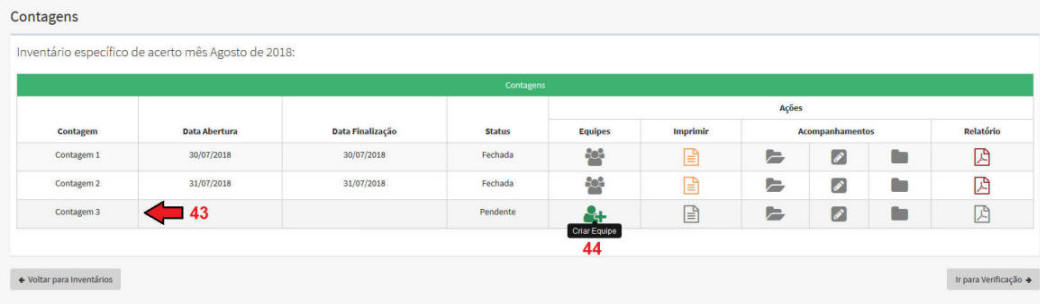 Contagens
Inventário específico de acerto mês Agosto de 2018:
Contagens
Ações
Contagem Data Abertura Data Finalização Status Equipes Imprimir Acompanhamentos Relatório
Contagem 1 30/07/2018 30/07/2018 Fechada
Contagem 2 31/07/2018 31/07/2018 Fechada
Contagem 3 43 Pendente
Criar Equipe
44
Voltar para Inventários Ir para Verificação